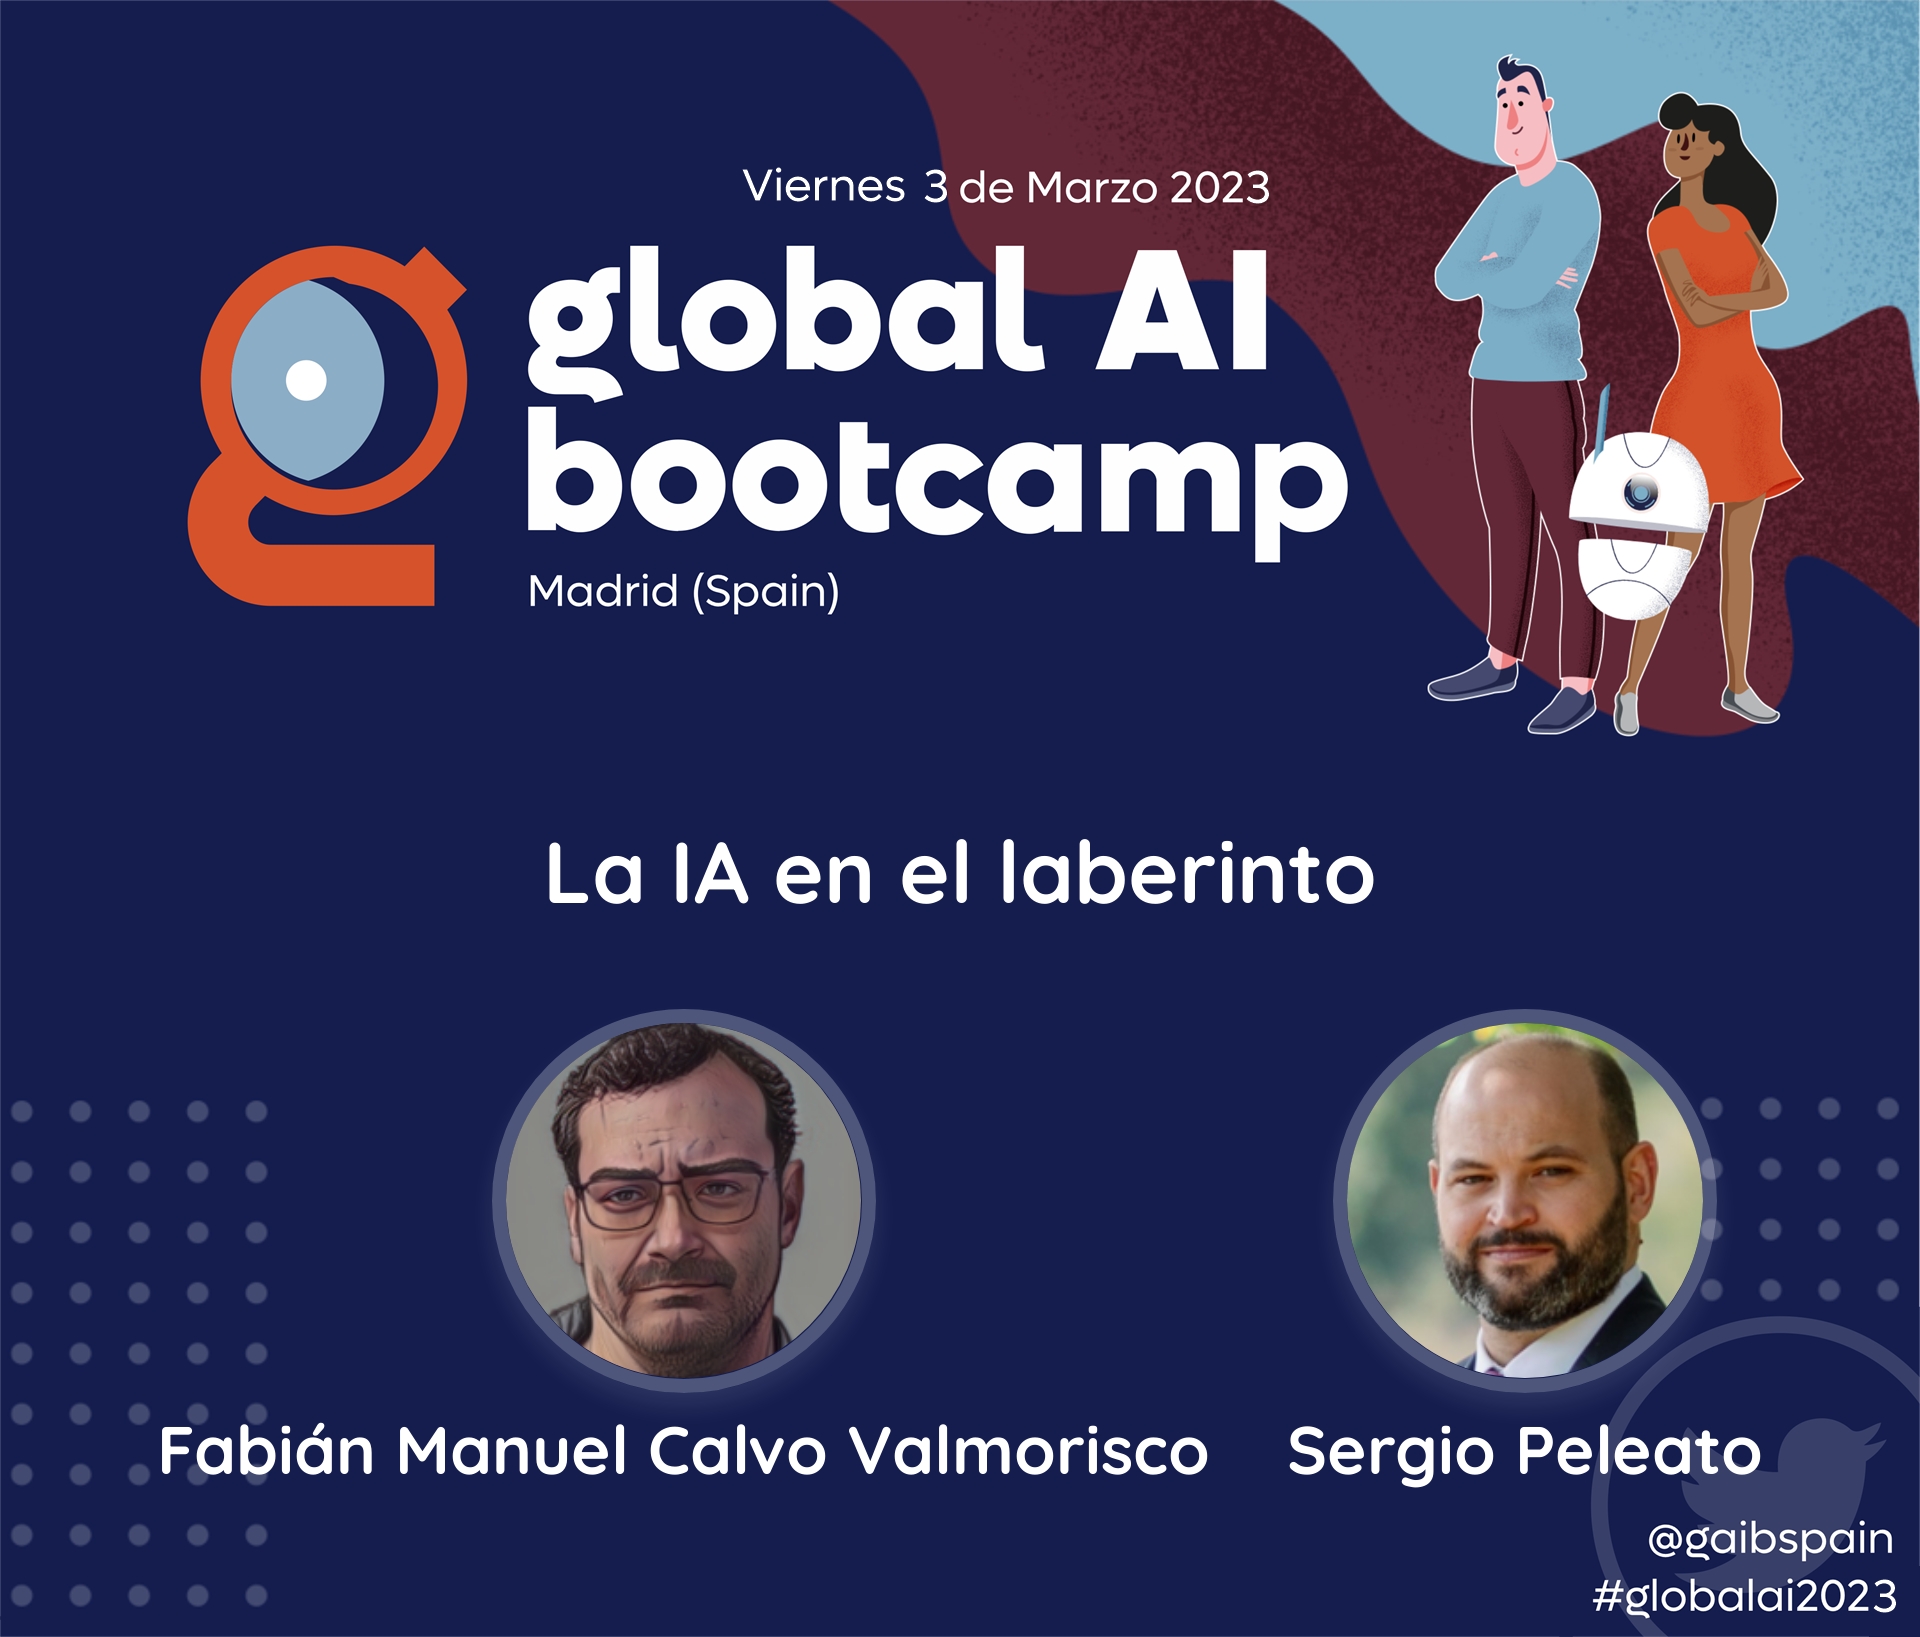 Viernes 3 de Marzo 2023
global AI
bootcamp
Madrid (Spain)
La IA en el laberinto
Fabián Manuel Calvo Valmorisco
Sergio Peleato
@gaibspain
#globalai2023